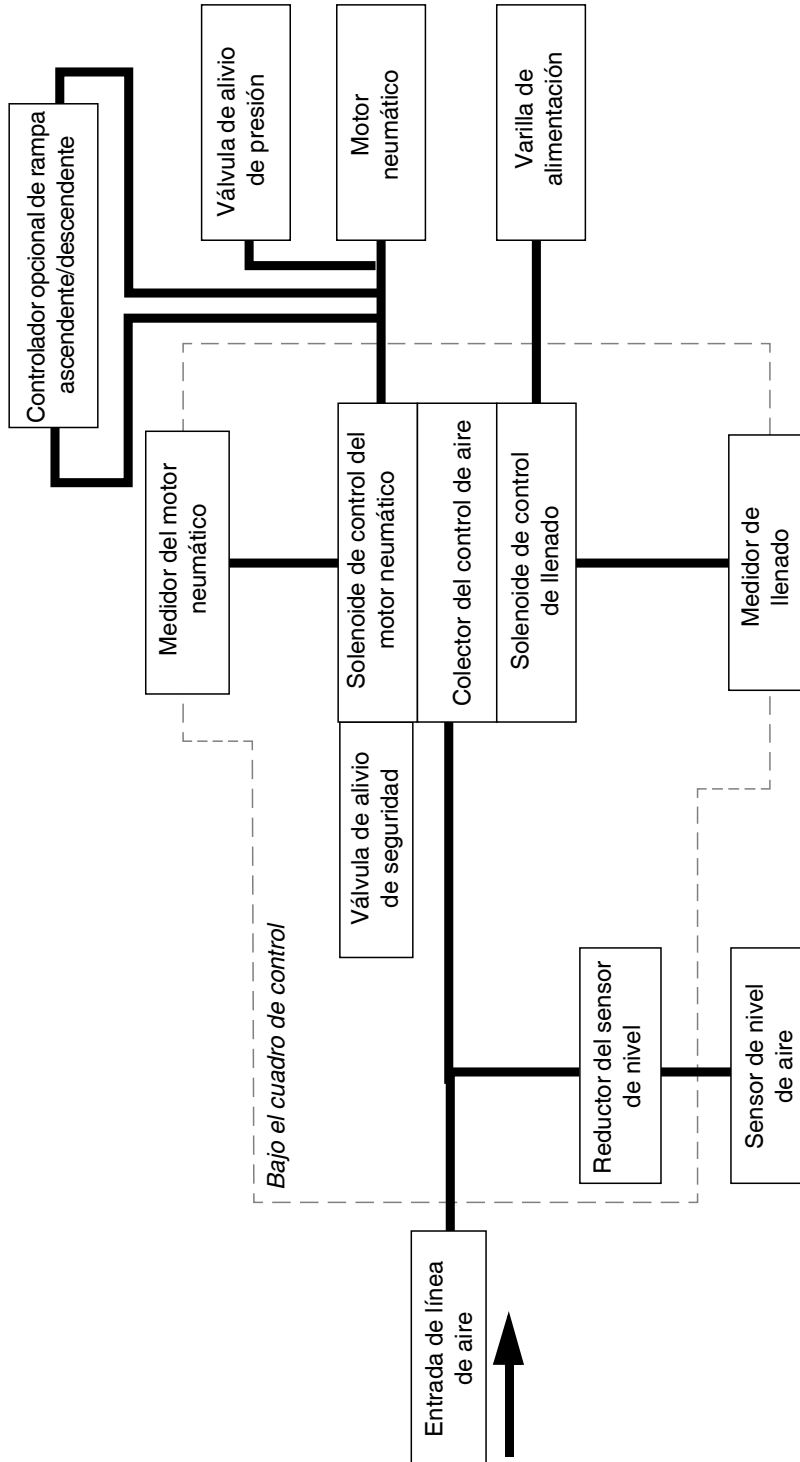 Controlador opcional de rampa
ascendente/descendente
Válvula de alivio
de presión
Motor
neumático
Varilla de
alimentación
Medidor del motor
neumático
Solenoide de control del
motor neumático
Colector del control de aire
Solenoide de control
de llenado
Medidor de
llenado
Válvula de alivio
de seguridad
Bajo el cuadro de control
Reductor del sensor
de nivel
Sensor de nivel
de aire
Entrada de línea
de aire